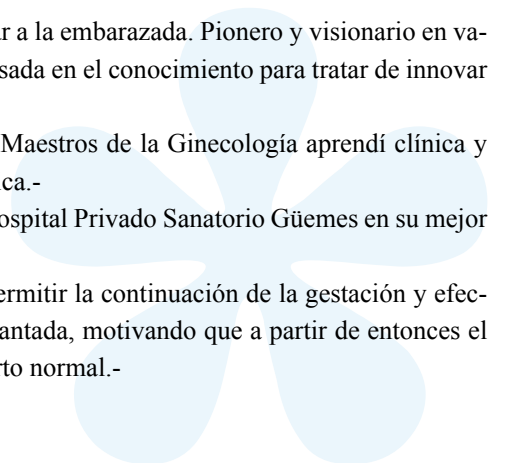 r a la embarazada. Pionero y visionario en va-
sada en el conocimiento para tratar de innovar
Maestros de la Ginecología aprendí clínica y
ica.-
ospital Privado Sanatorio Güemes en su mejor
ermitir la continuación de la gestación y efec-
antada, motivando que a partir de entonces el
rto normal.-